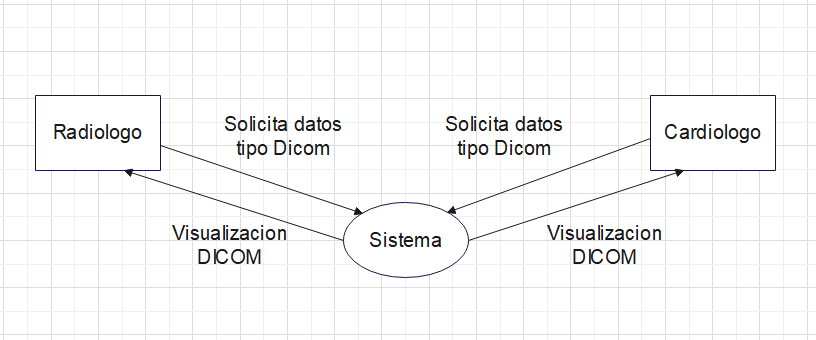 Radiologo
Solicita datos
tipo Dicom
Solicita datos
tipo Dicom
Cardiologo
Visualizacion
DICOM
Sistema
Visualizacion
DICOM